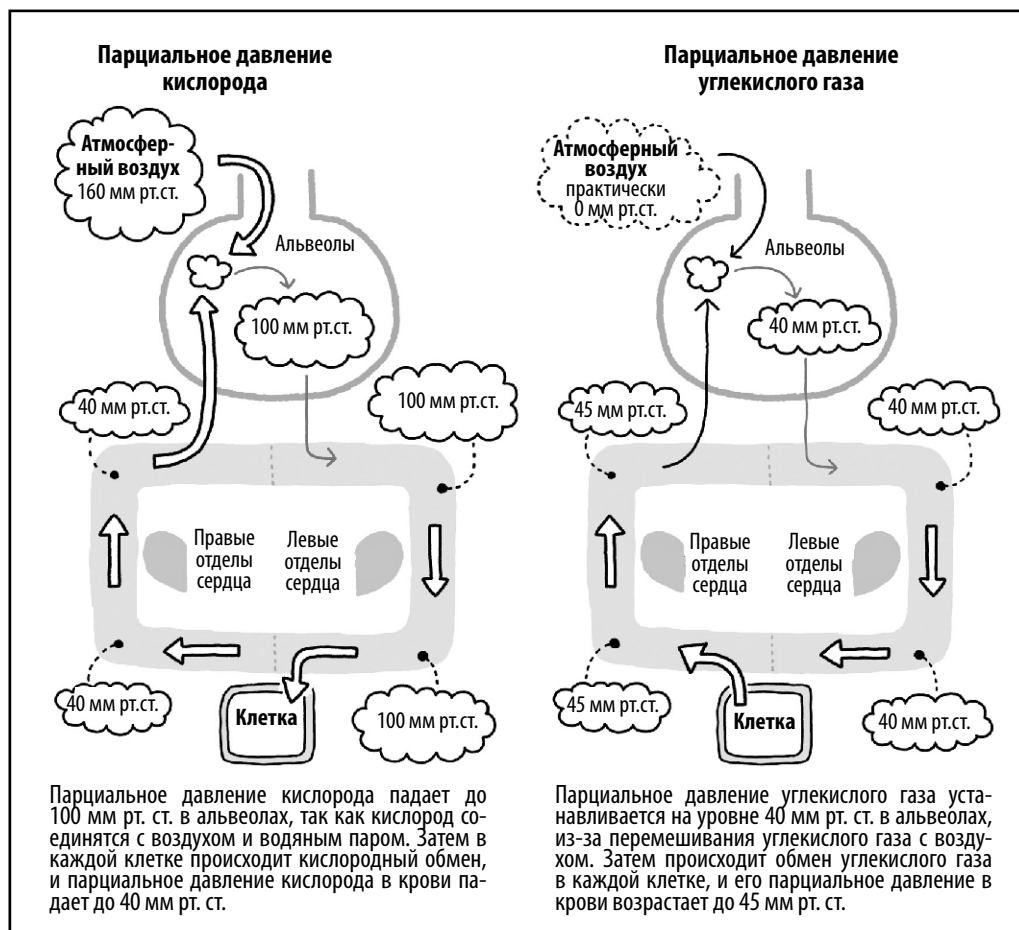 Парциальное давление
кислорода
Атмосфер-
ный воздух
160 мм рт.ст.
Альвеолы
100 мм рт.ст.
40 мм рт.ст.
100 мм рт.ст.
Правые
отделы
сердца
Левые
отделы
сердца
40 мм рт.ст.
Клетка
100 мм рт.ст.
Парциальное давление кислорода падает до
100 мм рт. ст. в альвеолах, так как кислород со-
единятся с воздухом и водяным паром. Затем в
каждой клетке происходит кислородный обмен,
и парциальное давление кислорода в крови па-
дает до 40 мм рт. ст.
Парциальное давление
углекислого газа
Атмосферный
воздух
практически
0 мм рт.ст.
Альвеолы
40 мм рт.ст.
45 мм рт.ст.
40 мм рт.ст.
Правые
отделы
сердца
Левые
отделы
сердца
45 мм рт.ст.
Клетка
40 мм рт.ст.
Парциальное давление углекислого газа уста-
навливается на уровне 40 мм рт. ст. в альвеолах,
из-за перемешивания углекислого газа с возду-
хом. Затем происходит обмен углекислого газа
в каждой клетке, и его парциальное давление в
крови возрастает до 45 мм рт. ст.